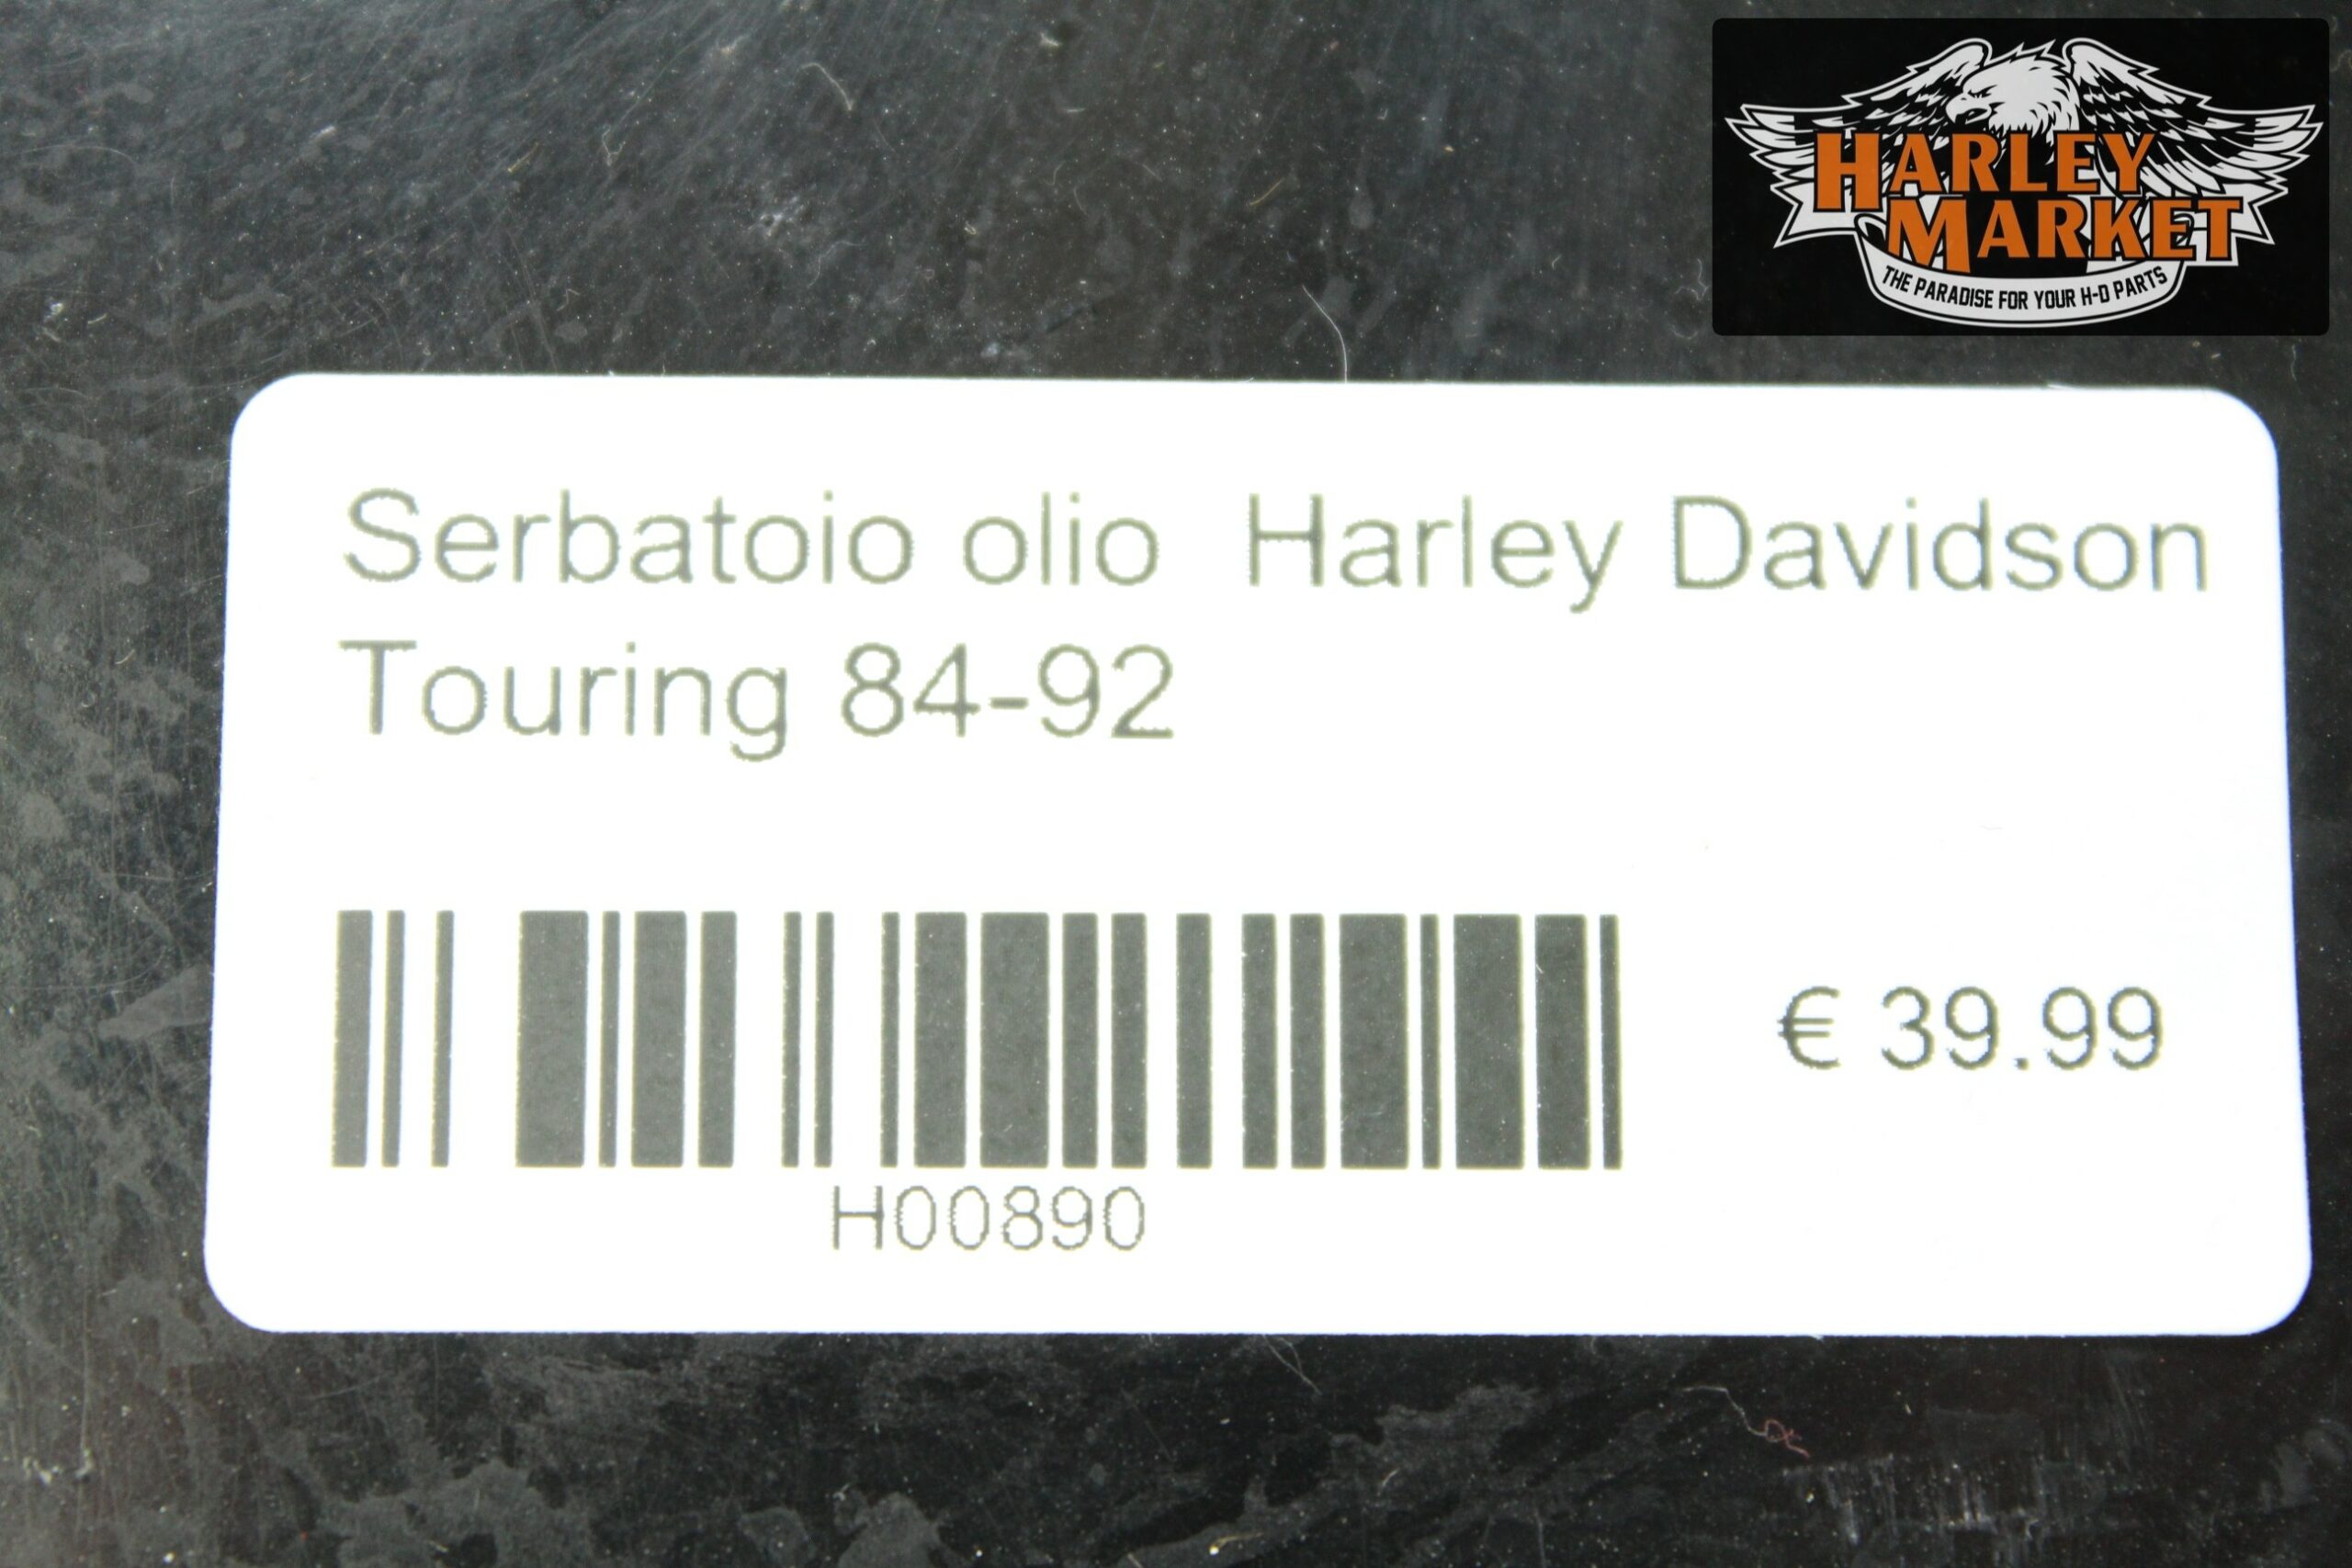 HARLEY
MARKET
THE PARADISE FOR YOUR H-D PARTS
Serbatoio olio  Harley Davidson
Touring 84-92
€ 39.99
H00890